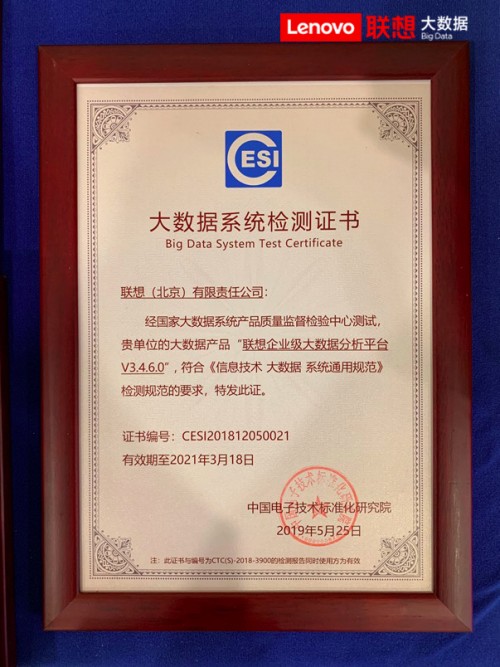 Lenovo 联想 大数据
Big Data
CESI
大数据系统检测证书
Big Data System Test Certificate
联想（北京）有限责任公司：
经国家大数据系统产品质量监督检验中心测试，
贵单位的大数据产品“联想企业级大数据分析平台
V3.4.6.0”, 符合《信息技术 大数据 系统通用规范》
检测规范的要求，特发此证。
证书编号：CESI201812050021
有效期至2021年3月18日
中国电子技术标准化研究院
2019年5月25日
注：此证书与编号为CTC(S)-2018-3900的检测报告同时使用方为有效